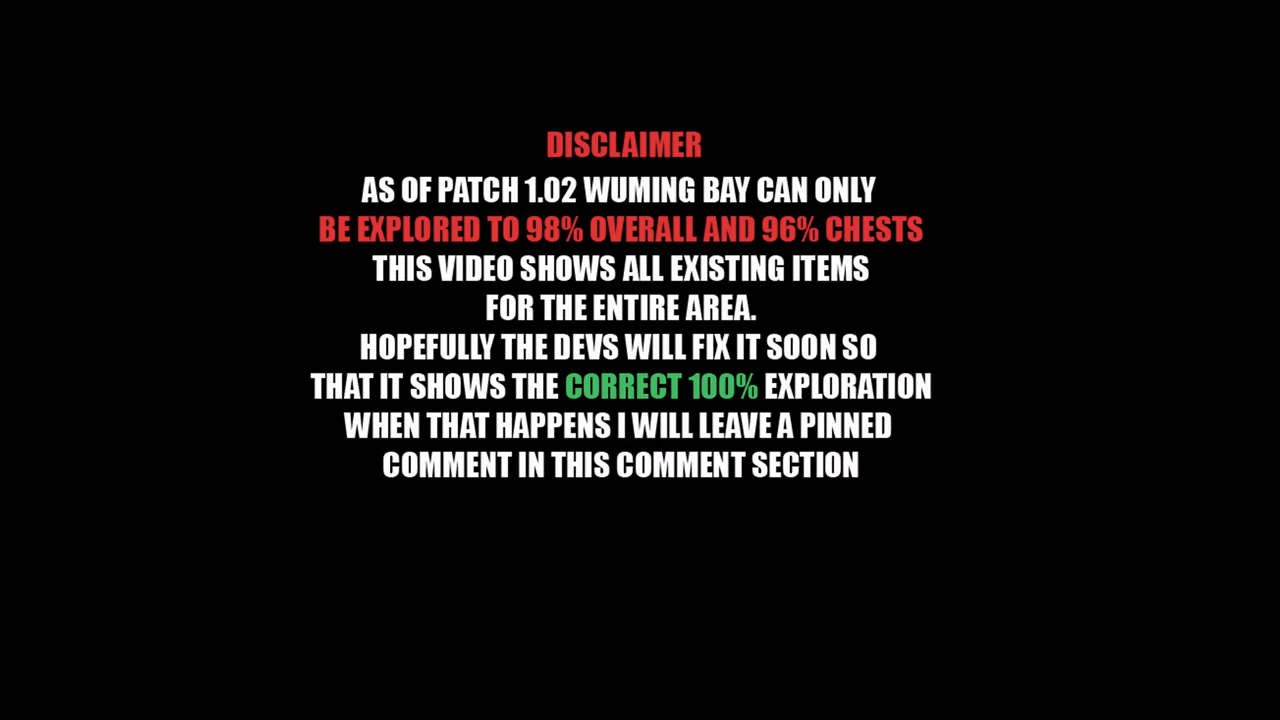 DISCLAIMER
AS OF PATCH 1.02 WUMING BAY CAN ONLY
BE EXPLORED TO 98% OVERALL AND 96% CHESTS
THIS VIDEO SHOWS ALL EXISTING ITEMS
FOR THE ENTIRE AREA.
HOPEFULLY THE DEVS WILL FIX IT SOON SO
THAT IT SHOWS THE CORRECT 100% EXPLORATION
WHEN THAT HAPPENS I WILL LEAVE A PINNED
COMMENT IN THIS COMMENT SECTION